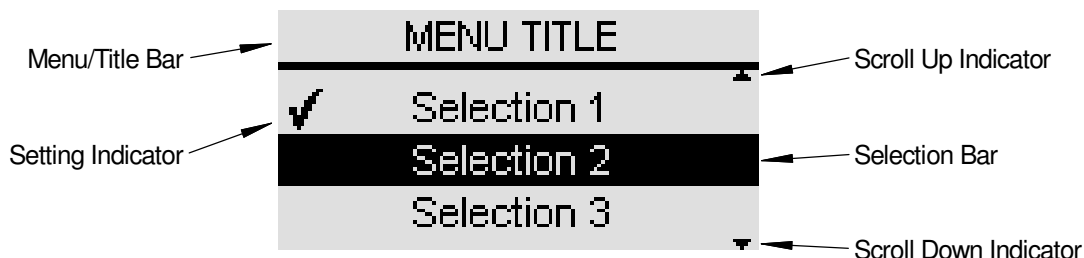 MENU TITLE
Menu/Title Bar
Scroll Up Indicator
Selection 1
Setting Indicator
Selection 2
Selection Bar
Selection 3
Scroll Down Indicator